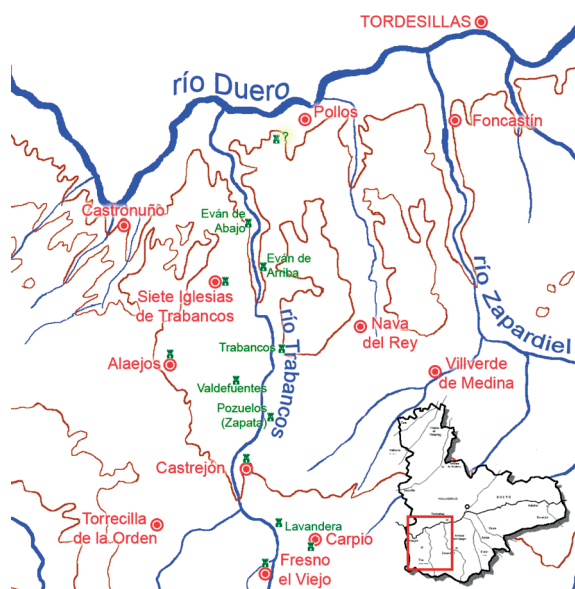 TORDESILLAS
río Duero
Pollos
Foncastín
?
Castronuño
Eván de
Abajo
Eván de
Arriba
Siete Iglesias
de Trabancos
río Trabancos
Nava
del Rey
río Zapardiel
Trabancos
Alaejos
Valdefuentes
Villverde
de Medina
Pozuelos
(Zapata)
Castrejón
Torrecilla
de la Orden
Lavandera
Carpio
Fresno
el Viejo